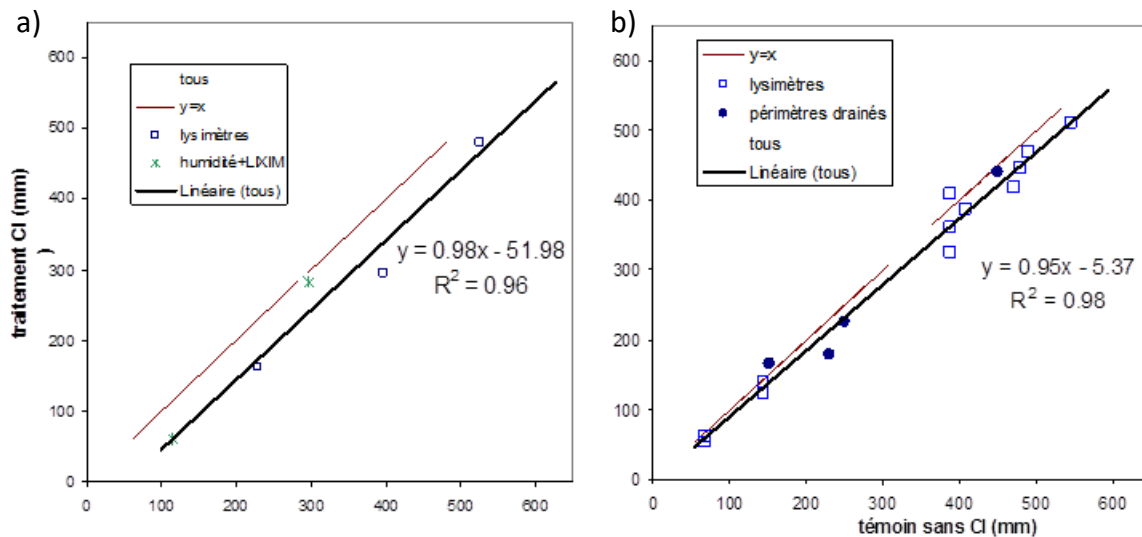 a)
traitement CI (mm)
)
600
500
400
300
200
100
0
0 100 200 300 400 500 600
tous
y=x
lysimètres
humidité+LIXIM
Linéaire (tous)
y = 0.98x - 51.98
R² = 0.96
b)
600
500
400
300
200
100
0
0 100 200 300 400 500 600
témoin sans CI (mm)
y=x
lysimètres
périmètres drainés
tous
Linéaire (tous)
y = 0.95x - 5.37
R² = 0.98